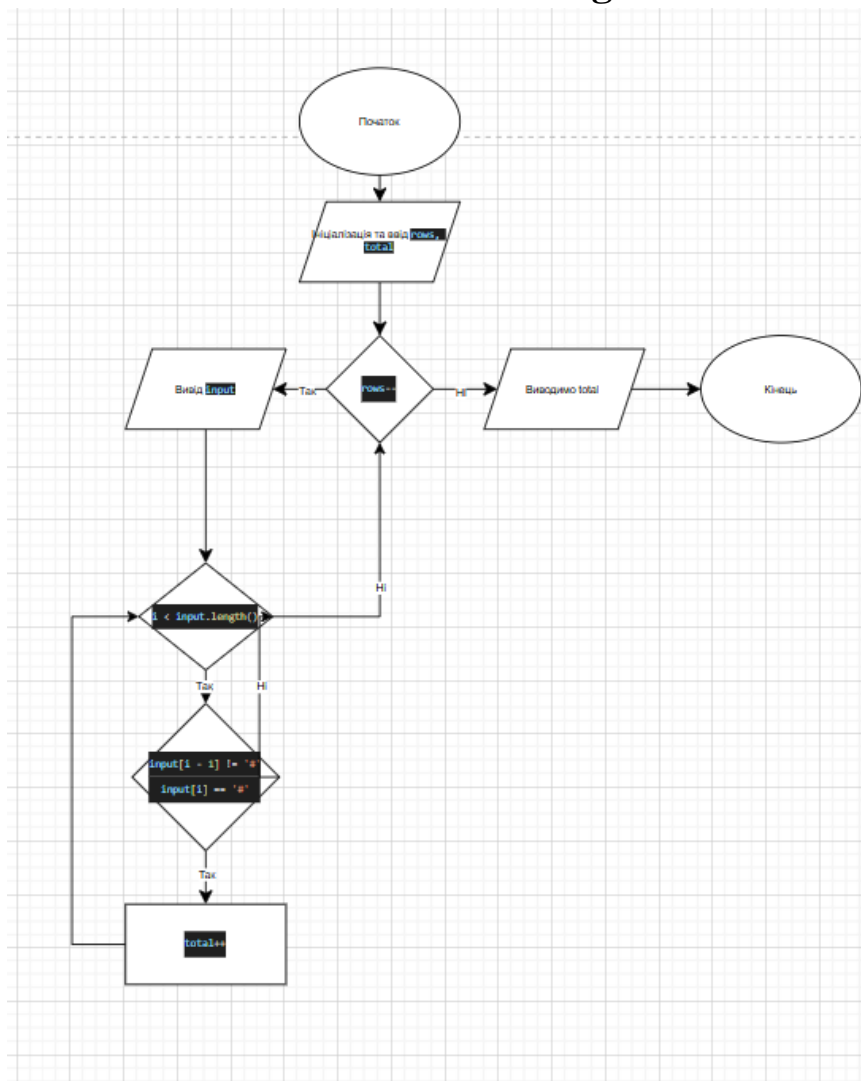 g
Початок
Ініціалізація та ввід rows,
total
Вивід input
Так
rows--
Ні
Виводимо total
Кінець
Ні
i < input.length()
Так
Ні
input[i - i] != '#'
input[i] == '#'
Так
total++